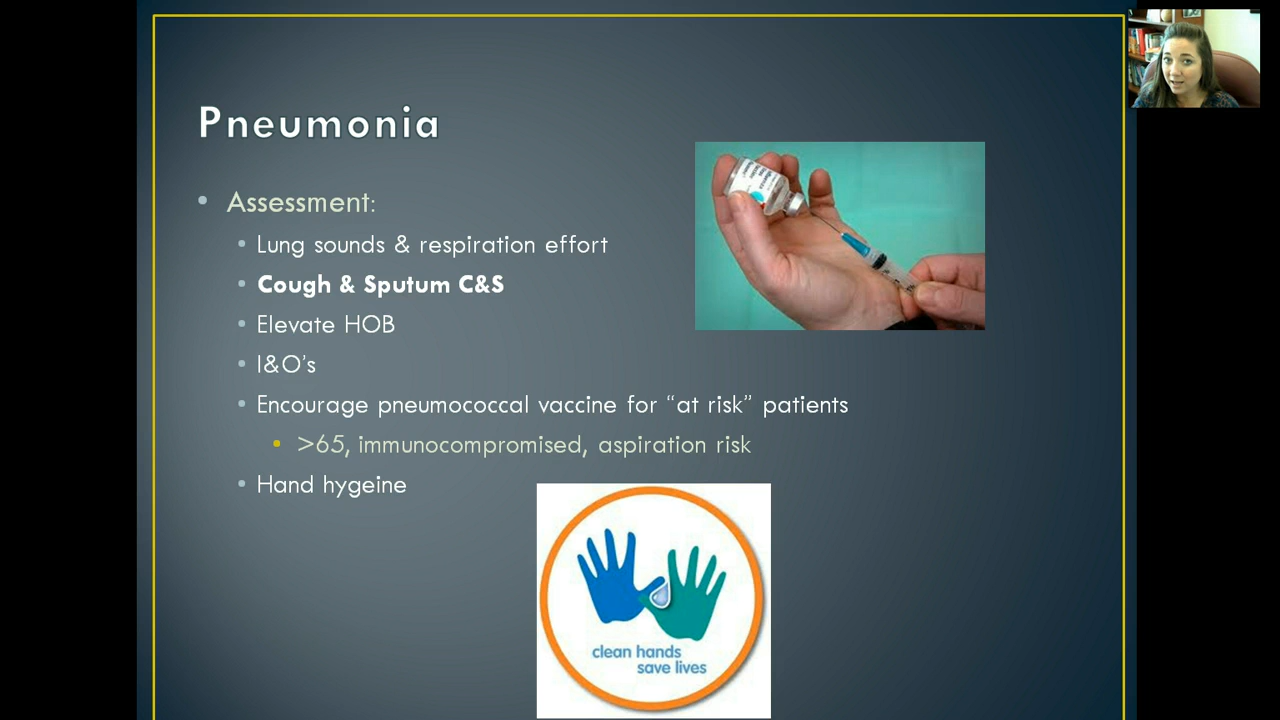 Pneumonia
Assessment:
Lung sounds & respiration effort
Cough & Sputum C&S
Elevate HOB
I&O's
Encourage pneumococcal vaccine for “at risk” patients
>65, immunocompromised, aspiration risk
Hand hygeine
clean hands
save lives